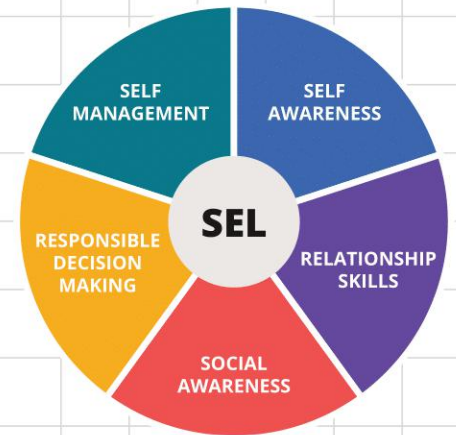 SELF
MANAGEMENT
SELF
AWARENESS
SEL
RESPONSIBLE
DECISION
MAKING
RELATIONSHIP
SKILLS
SOCIAL
AWARENESS